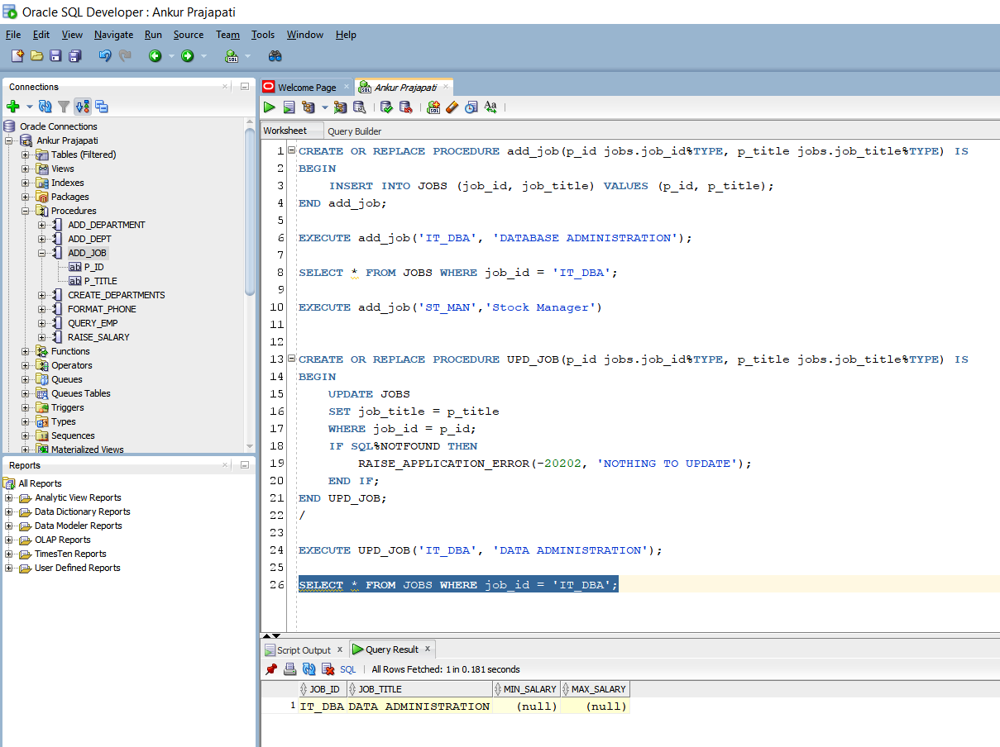 Oracle SQL Developer : Ankur Prajapati
File Edit View Navigate Run Source Team Tools Window Help
Connections
Oracle Connections
Ankur Prajapati
Tables (Filtered)
Views
Indexes
Packages
Procedures
ADD_DEPARTMENT
ADD_DEPT
ADD_JOB
P_ID
P_TITLE
CREATE_DEPARTMENTS
FORMAT_PHONE
QUERY_EMP
RAISE_SALARY
Functions
Operators
Queues
Queues Tables
Triggers
Types
Sequences
Materialized Views
Reports
All Reports
Analytic View Reports
Data Dictionary Reports
Data Modeler Reports
OLAP Reports
TimesTen Reports
User Defined Reports
Welcome Page Ankur Prajapati
Worksheet Query Builder
1 CREATE OR REPLACE PROCEDURE add_job(p_id jobs.job_id%TYPE, p_title jobs.job_title%TYPE) IS
2 BEGIN
3 INSERT INTO JOBS (job_id, job_title) VALUES (p_id, p_title);
4 END add_job;
5
6 EXECUTE add_job('IT_DBA', 'DATABASE ADMINISTRATION');
7
8 SELECT * FROM JOBS WHERE job_id = 'IT_DBA';
9
10 EXECUTE add_job('ST_MAN','Stock Manager')
11
12
13 CREATE OR REPLACE PROCEDURE UPD_JOB(p_id jobs.job_id%TYPE, p_title jobs.job_title%TYPE) IS
14 BEGIN
15 UPDATE JOBS
16 SET job_title = p_title
17 WHERE job_id = p_id;
18 IF SQL%NOTFOUND THEN
19 RAISE_APPLICATION_ERROR(-20202, 'NOTHING TO UPDATE');
20 END IF;
21 END UPD_JOB;
22 /
23
24 EXECUTE UPD_JOB('IT_DBA', 'DATA ADMINISTRATION');
25
26 SELECT * FROM JOBS WHERE job_id = 'IT_DBA';
Script Output x Query Result x
SQL | All Rows Fetched: 1 in 0.181 seconds
JOB_ID JOB_TITLE MIN_SALARY MAX_SALARY
1 IT_DBA DATA ADMINISTRATION (null) (null)